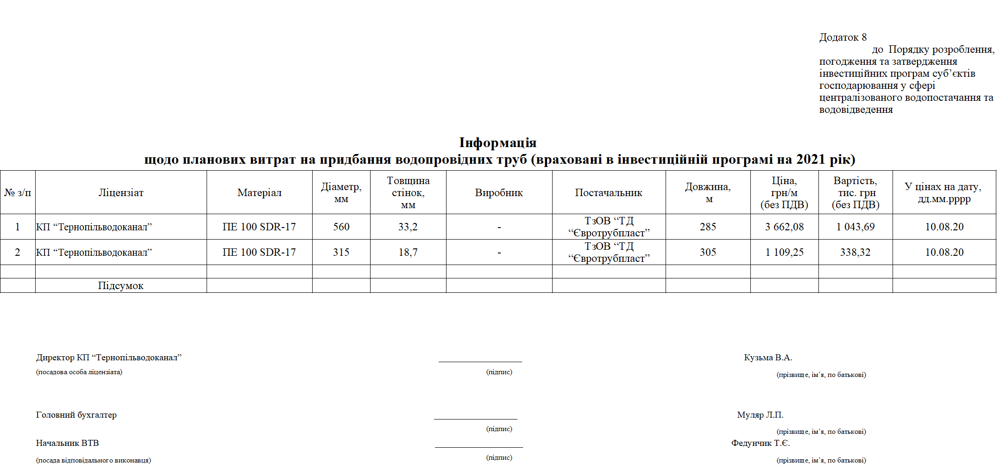 Додаток 8
до Порядку розроблення,
погодження та затвердження
інвестиційних програм суб’єктів
господарювання у сфері
централізованого водопостачання та
водовідведення
Інформація
щодо планових витрат на придбання водопровідних труб (враховані в інвестиційній програмі на 2021 рік)
№ з/п Ліцензіат Матеріал Діаметр, мм Товщина стінок, мм Виробник Постачальник Довжина, м Ціна, грн/м (без ПДВ) Вартість, тис. грн (без ПДВ) У цінах на дату, дд.мм.рррр
1 КП “Тернопільводоканал” ПЕ 100 SDR-17 560 33,2 - ТзОВ “ТД “Євротрубпласт” 285 3 662,08 1 043,69 10.08.20
2 КП “Тернопільводоканал” ПЕ 100 SDR-17 315 18,7 - ТзОВ “ТД “Євротрубпласт” 305 1 109,25 338,32 10.08.20
Підсумок
Директор КП “Тернопільводоканал” Кузьма В.А.
(посадова особа ліцензіата) (підпис) (прізвище, ім’я, по батькові)
Головний бухгалтер Муляр Л.П.
(підпис) (прізвище, ім’я, по батькові)
Начальник ВТВ Федунчик Т.Є.
(посада відповідального виконавця) (підпис) (прізвище, ім’я, по батькові)